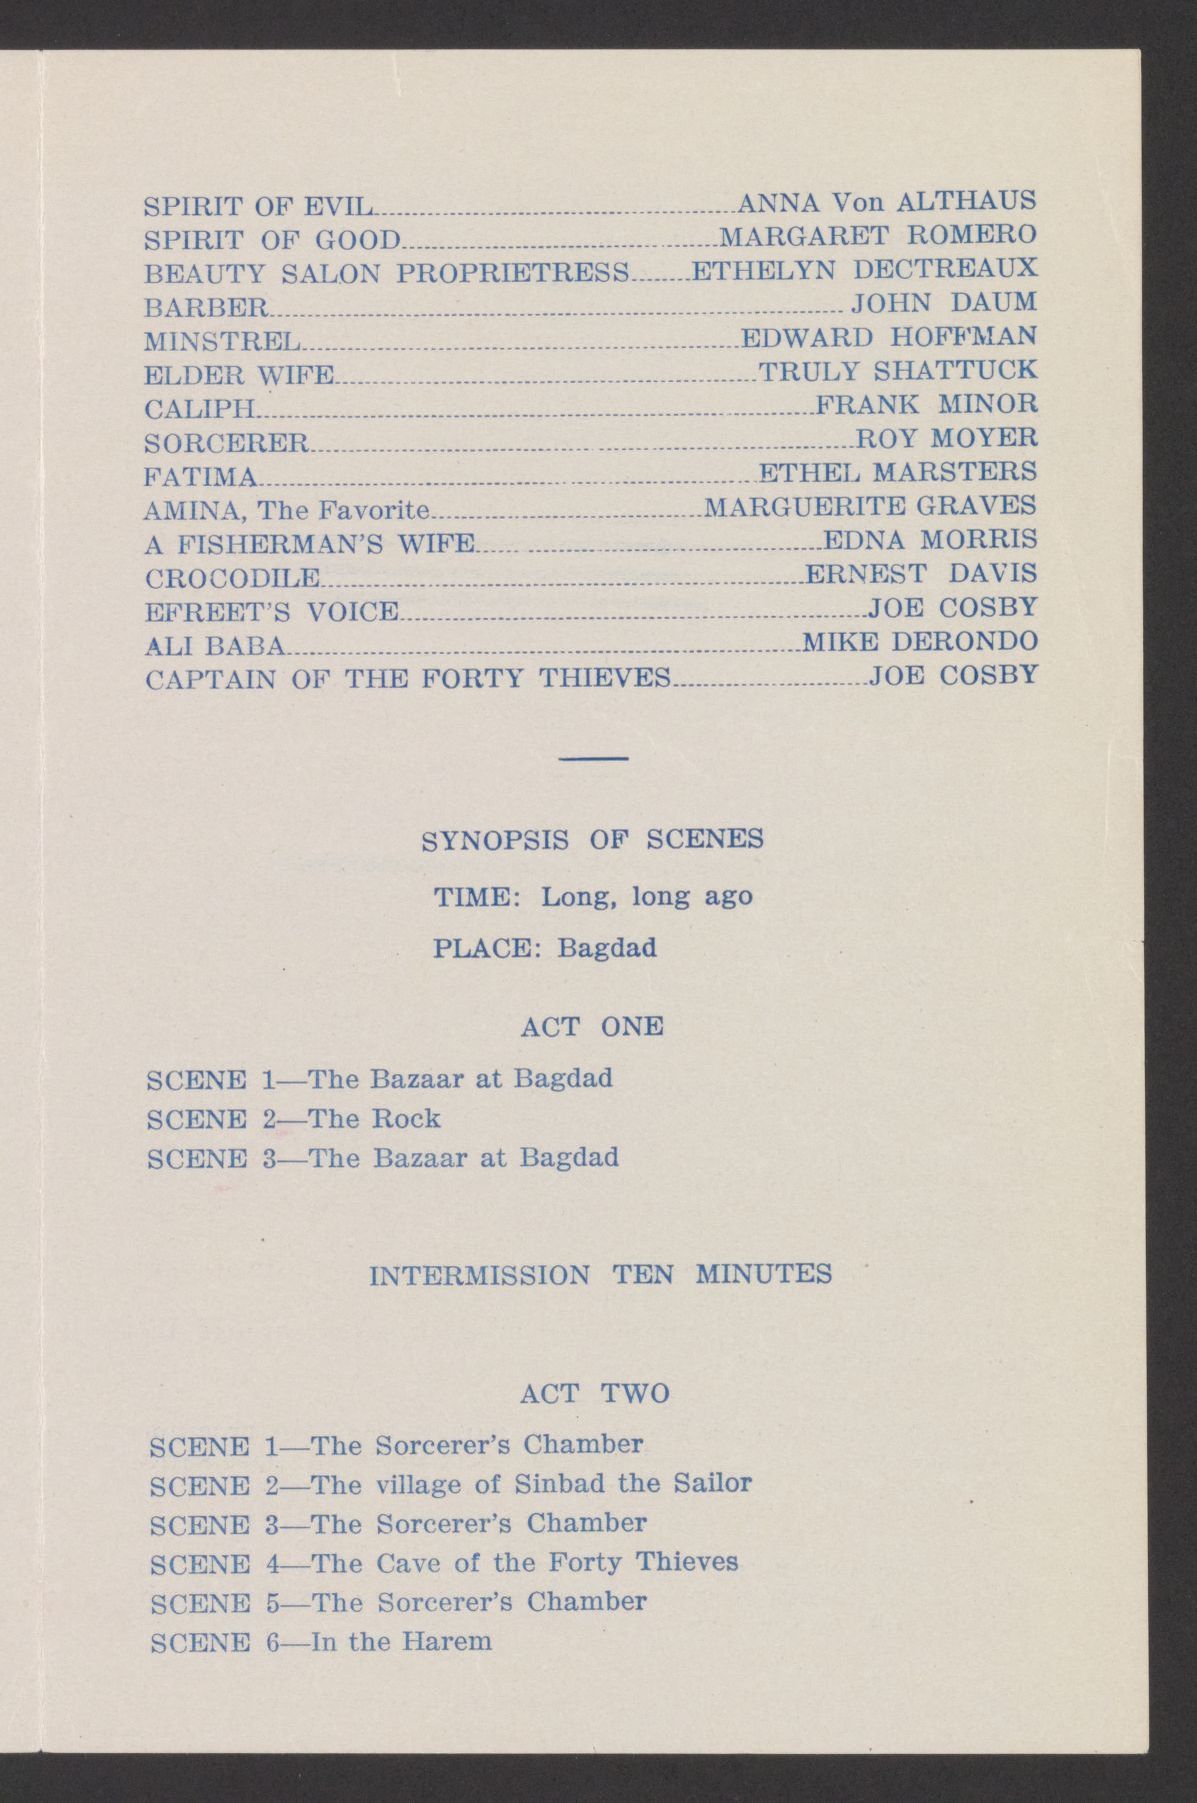 SPIRIT OF EVIL ANNA Von ALTHAUS
SPIRIT OF GOOD MARGARET ROMERO
BEAUTY SALON PROPRIETRESS ETHELYN DECTREAUX
BARBER JOHN DAUM
MINSTREL EDWARD HOFFMAN
ELDER WIFE TRULY SHATTUCK
CALIPH FRANK MINOR
SORCERER ROY MOYER
FATIMA ETHEL MARSTERS
AMINA, The Favorite MARGUERITE GRAVES
A FISHERMAN'S WIFE EDNA MORRIS
CROCODILE ERNEST DAVIS
EFREET'S VOICE JOE COSBY
ALI BABA MIKE DERONDO
CAPTAIN OF THE FORTY THIEVES JOE COSBY
SYNOPSIS OF SCENES
TIME: Long, long ago
PLACE: Bagdad
ACT ONE
SCENE 1—The Bazaar at Bagdad
SCENE 2—The Rock
SCENE 3—The Bazaar at Bagdad
INTERMISSION TEN MINUTES
ACT TWO
SCENE 1—The Sorcerer's Chamber
SCENE 2—The village of Sinbad the Sailor
SCENE 3—The Sorcerer's Chamber
SCENE 4—The Cave of the Forty Thieves
SCENE 5—The Sorcerer's Chamber
SCENE 6—In the Harem